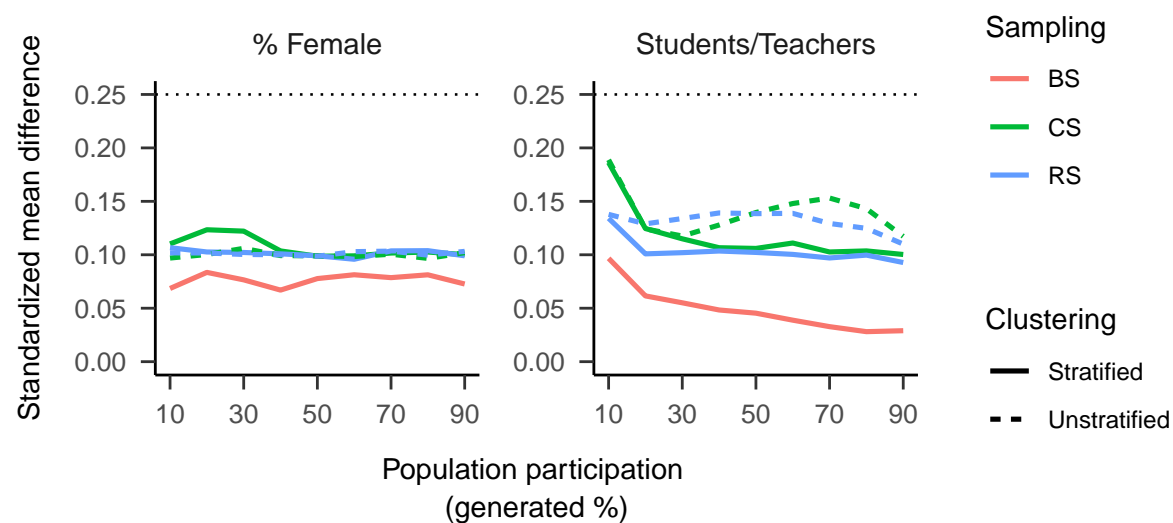 % Female
Students/Teachers
Standardized mean difference
0.25
0.20
0.15
0.10
0.05
0.00
10 30 50 70 90
0.25
0.20
0.15
0.10
0.05
0.00
10 30 50 70 90
Population participation
(generated %)
Sampling
BS
CS
RS
Clustering
Stratified
Unstratified